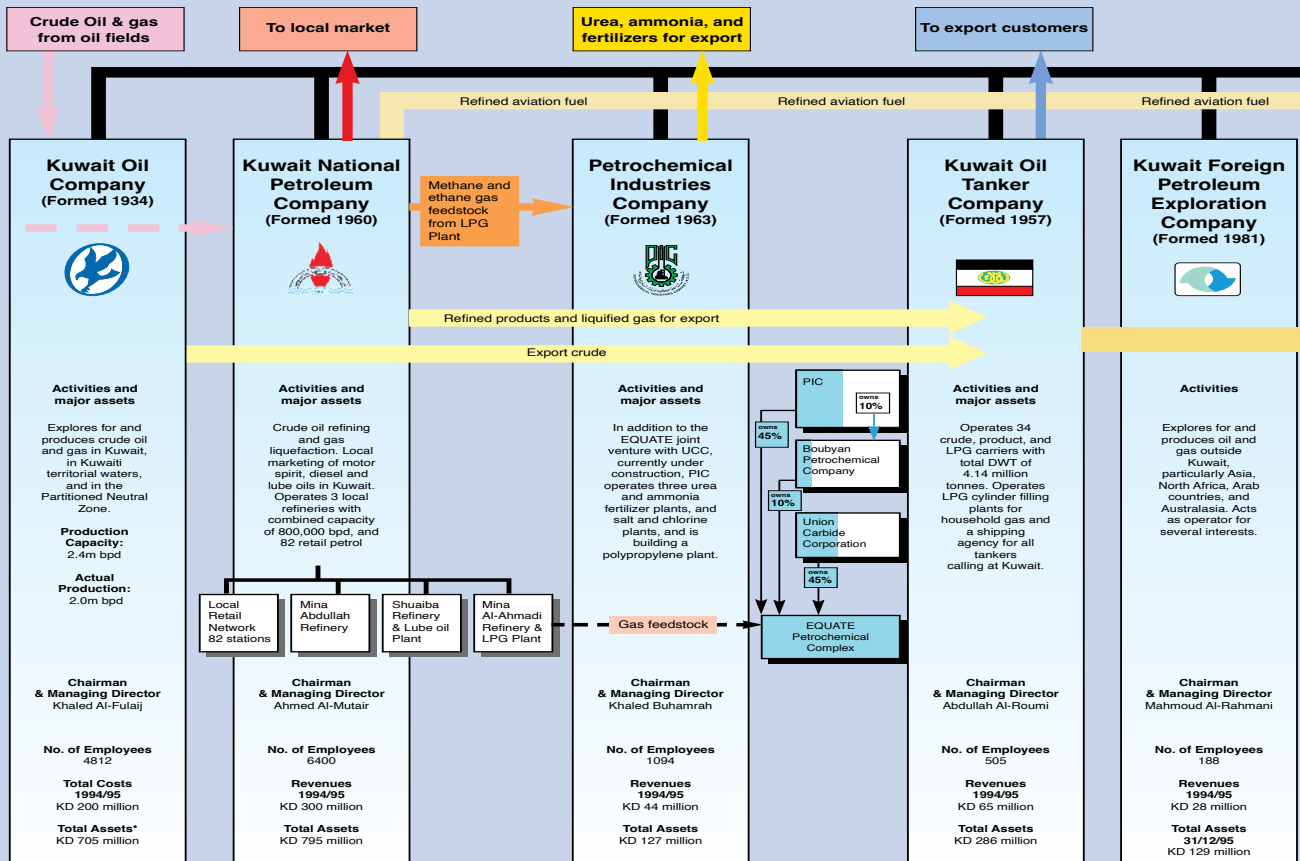 Crude Oil & gas
from oil fields
To local market
Urea, ammonia, and
fertilizers for export
To export customers
Refined aviation fuel
Refined aviation fuel
Refined aviation fuel
Kuwait Oil
Company
(Formed 1934)
Activities and
major assets
Explores for and
produces crude oil
and gas in Kuwait,
in Kuwaiti
territorial waters,
and in the
Partitioned Neutral
Zone.
Production
Capacity:
2.4m bpd
Actual
Production:
2.0m bpd
Chairman
& Managing Director
Khaled Al-Fulaij
No. of Employees
4812
Total Costs
1994/95
KD 200 million
Total Assets*
KD 705 million
Kuwait National
Petroleum
Company
(Formed 1960)
Methane and
ethane gas
feedstock
from LPG
Plant
Refined products and liquified gas for export
Export crude
Activities and
major assets
Crude oil refining
and gas
liquefaction. Local
marketing of motor
spirit, diesel and
lube oils in Kuwait.
Operates 3 local
refineries with
combined capacity
of 800,000 bpd, and
82 retail petrol
Local
Retail
Network
82 stations
Mina
Abdullah
Refinery
Shuaiba
Refinery
& Lube oil
Plant
Mina
Al-Ahmadi
Refinery &
LPG Plant
Gas feedstock
Chairman
& Managing Director
Ahmed Al-Mutair
No. of Employees
6400
Revenues
1994/95
KD 300 million
Total Assets
KD 795 million
Petrochemical
Industries
Company
(Formed 1963)
PIC
Activities and
major assets
In addition to the
EQUATE joint
venture with UCC,
currently under
construction, PIC
operates three urea
and ammonia
fertilizer plants, and
salt and chlorine
plants, and is
building a
polypropylene plant.
Chairman
& Managing Director
Khaled Buhamrah
No. of Employees
1094
Revenues
1994/95
KD 44 million
Total Assets
KD 127 million
PIC
owns
10%
owns
45%
Boubyan
Petrochemical
Company
owns
10%
Union
Carbide
Corporation
owns
45%
EQUATE
Petrochemical
Complex
Kuwait Oil
Tanker
Company
(Formed 1957)
Activities and
major assets
Operates 34
crude, product, and
LPG carriers with
total DWT of
4.14 million
tonnes. Operates
LPG cylinder filling
plants for
household gas and
a shipping
agency for all
tankers
calling at Kuwait.
Chairman
& Managing Director
Abdullah Al-Roumi
No. of Employees
505
Revenues
1994/95
KD 65 million
Total Assets
KD 286 million
Kuwait Foreign
Petroleum
Exploration
Company
(Formed 1981)
Activities
Explores for and
produces oil and
gas outside
Kuwait,
particularly Asia,
North Africa, Arab
countries, and
Australasia. Acts
as operator for
several interests.
Chairman
& Managing Director
Mahmoud Al-Rahmani
No. of Employees
188
Revenues
1994/95
KD 28 million
Total Assets
31/12/95
KD 129 million